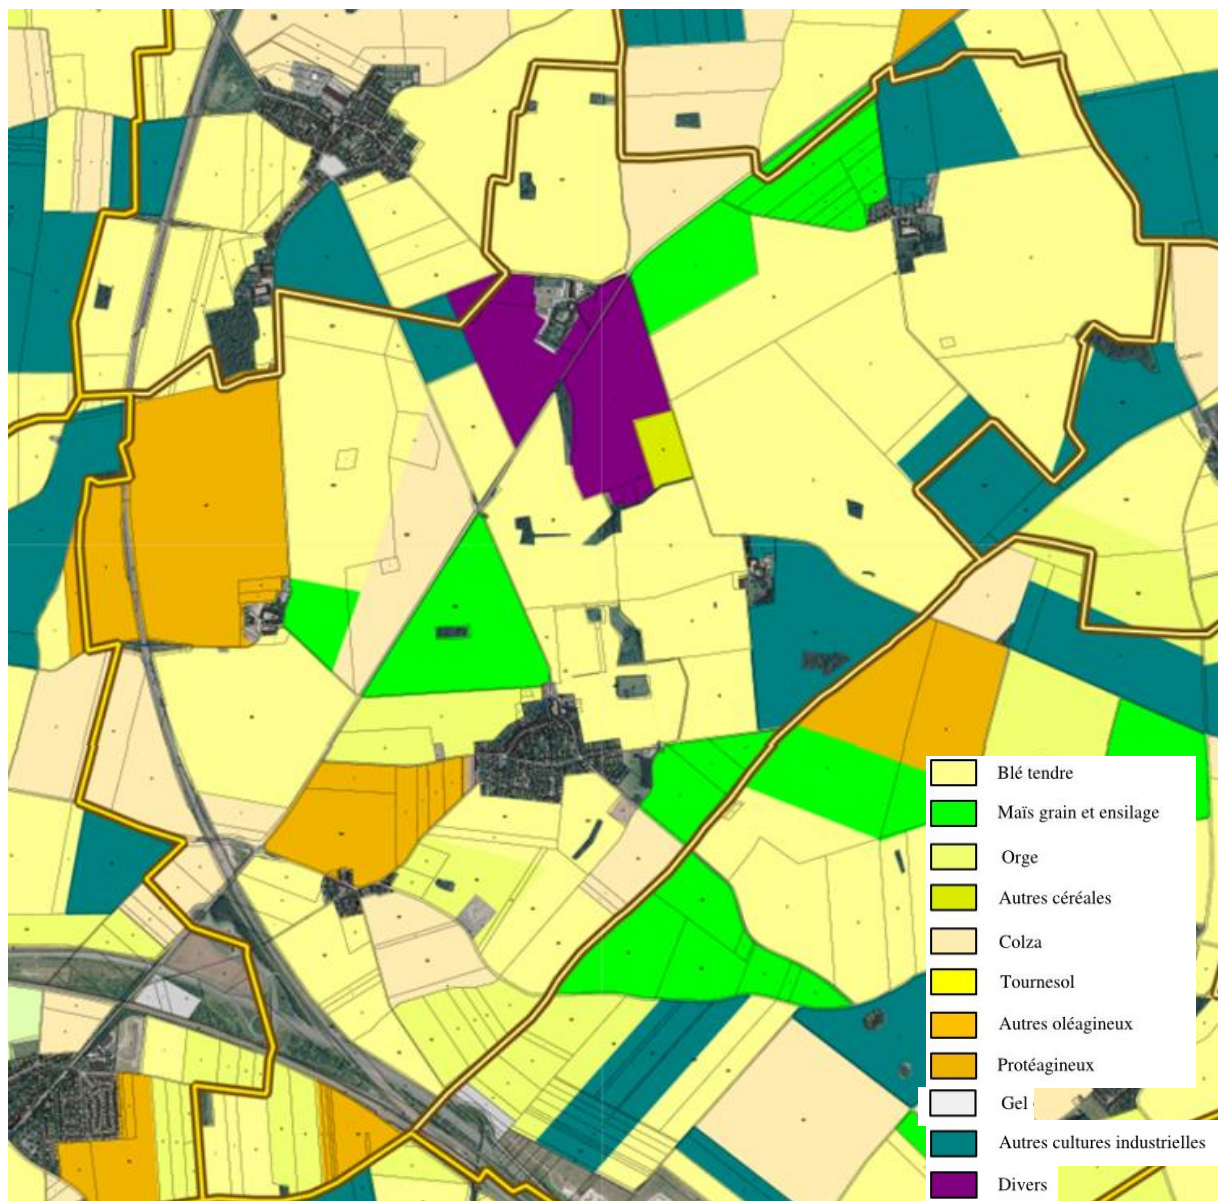 Blé tendre
Maïs grain et ensilage
Orge
Autres céréales
Colza
Tournesol
Autres oléagineux
Protéagineux
Gel
Autres cultures industrielles
Divers